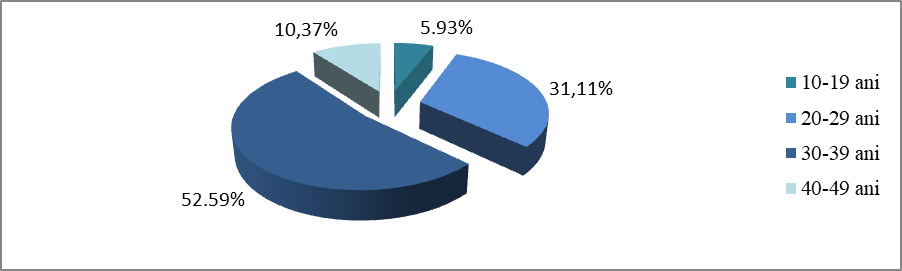 10,37%
5.93%
31,11%
52.59%
10-19 ani
20-29 ani
30-39 ani
40-49 ani